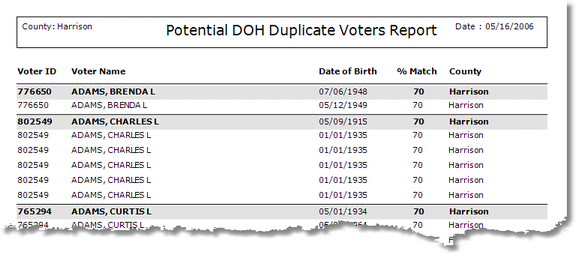 County: Harrison Potential DOH Duplicate Voters Report Date : 05/16/2006
Voter ID Voter Name Date of Birth % Match County
776650 ADAMS, BRENDA L 07/06/1948 70 Harrison
776650 ADAMS, BRENDA L 05/12/1949 70 Harrison
802549 ADAMS, CHARLES L 05/09/1915 70 Harrison
802549 ADAMS, CHARLES L 01/01/1935 70 Harrison
802549 ADAMS, CHARLES L 01/01/1935 70 Harrison
802549 ADAMS, CHARLES L 01/01/1935 70 Harrison
802549 ADAMS, CHARLES L 01/01/1935 70 Harrison
802549 ADAMS, CHARLES L 01/01/1935 70 Harrison
765294 ADAMS, CURTIS L 05/01/1934 70 Harrison
765294 ADAMS, CURTIS L 70 Harrison